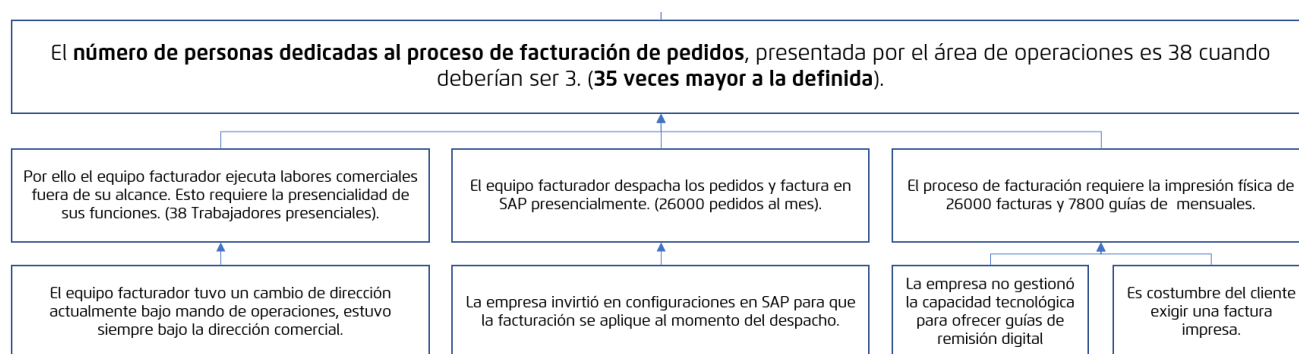 El número de personas dedicadas al proceso de facturación de pedidos, presentada por el área de operaciones es 38 cuando
deberían ser 3. (35 veces mayor a la definida).
Por ello el equipo facturador ejecuta labores comerciales
fuera de su alcance. Esto requiere la presencialidad de
sus funciones. (38 Trabajadores presenciales).
El equipo facturador despacha los pedidos y factura en
SAP presencialmente. (26000 pedidos al mes).
El proceso de facturación requiere la impresión física de
26000 facturas y 7800 guías de mensuales.
El equipo facturador tuvo un cambio de dirección
actualmente bajo mando de operaciones, estuvo
siempre bajo la dirección comercial.
La empresa invirtió en configuraciones en SAP para que
la facturación se aplique al momento del despacho.
La empresa no gestionó
la capacidad tecnológica
para ofrecer guías de
remisión digital
Es costumbre del cliente
exigir una factura
impresa.